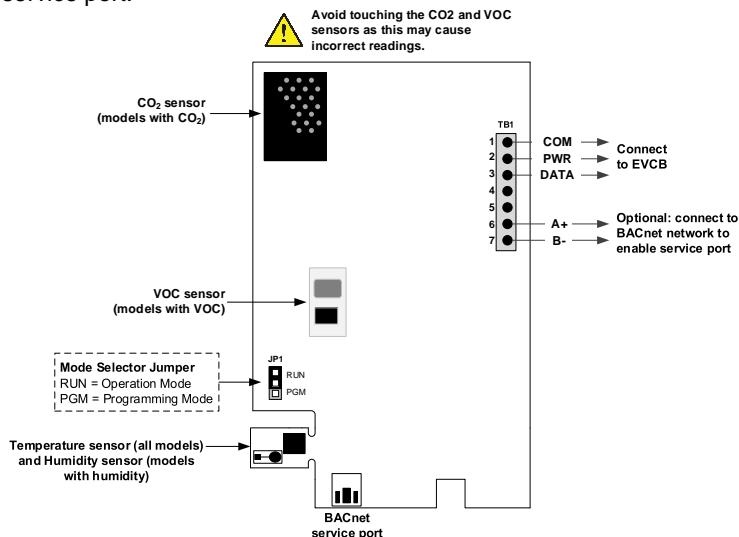 service port.
Avoid touching the CO2 and VOC
sensors as this may cause
incorrect readings.
CO₂ sensor
(models with CO₂)
TB1
1 COM
2 PWR
3 DATA
4
5
6 A+
7 B-
Connect
to EVCB
Optional: connect to
BACnet network to
enable service port
VOC sensor
(models with VOC)
JP1
RUN
PGM
Mode Selector Jumper
RUN = Operation Mode
PGM = Programming Mode
Temperature sensor (all models)
and Humidity sensor (models
with humidity)
BACnet
service port